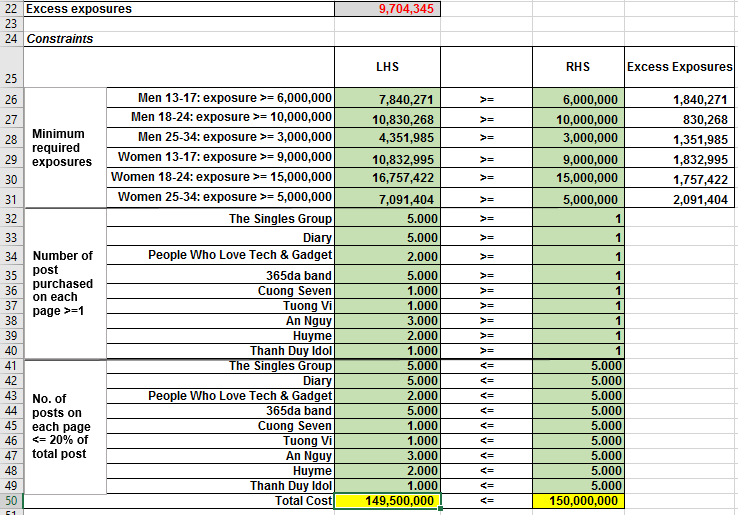 22 Excess exposures 9,704,345
23
24 Constraints
25 LHS RHS Excess Exposures
Minimum required exposures
26 Men 13-17: exposure >= 6,000,000 7,840,271 >= 6,000,000 1,840,271
27 Men 18-24: exposure >= 10,000,000 10,830,268 >= 10,000,000 830,268
28 Men 25-34: exposure >= 3,000,000 4,351,985 >= 3,000,000 1,351,985
29 Women 13-17: exposure >= 9,000,000 10,832,995 >= 9,000,000 1,832,995
30 Women 18-24: exposure >= 15,000,000 16,757,422 >= 15,000,000 1,757,422
31 Women 25-34: exposure >= 5,000,000 7,091,404 >= 5,000,000 2,091,404
Number of post purchased on each page >=1
32 The Singles Group 5.000 >= 1
33 Diary 5.000 >= 1
34 People Who Love Tech & Gadget 2.000 >= 1
35 365da band 5.000 >= 1
36 Cuong Seven 1.000 >= 1
37 Tuong Vi 1.000 >= 1
38 An Nguy 3.000 >= 1
39 Huyme 2.000 >= 1
40 Thanh Duy Idol 1.000 >= 1
No. of posts on each page <= 20% of total post
41 The Singles Group 5.000 <= 5.000
42 Diary 5.000 <= 5.000
43 People Who Love Tech & Gadget 2.000 <= 5.000
44 365da band 5.000 <= 5.000
45 Cuong Seven 1.000 <= 5.000
46 Tuong Vi 1.000 <= 5.000
47 An Nguy 3.000 <= 5.000
48 Huyme 2.000 <= 5.000
49 Thanh Duy Idol 1.000 <= 5.000
50 Total Cost 149,500,000 <= 150,000,000